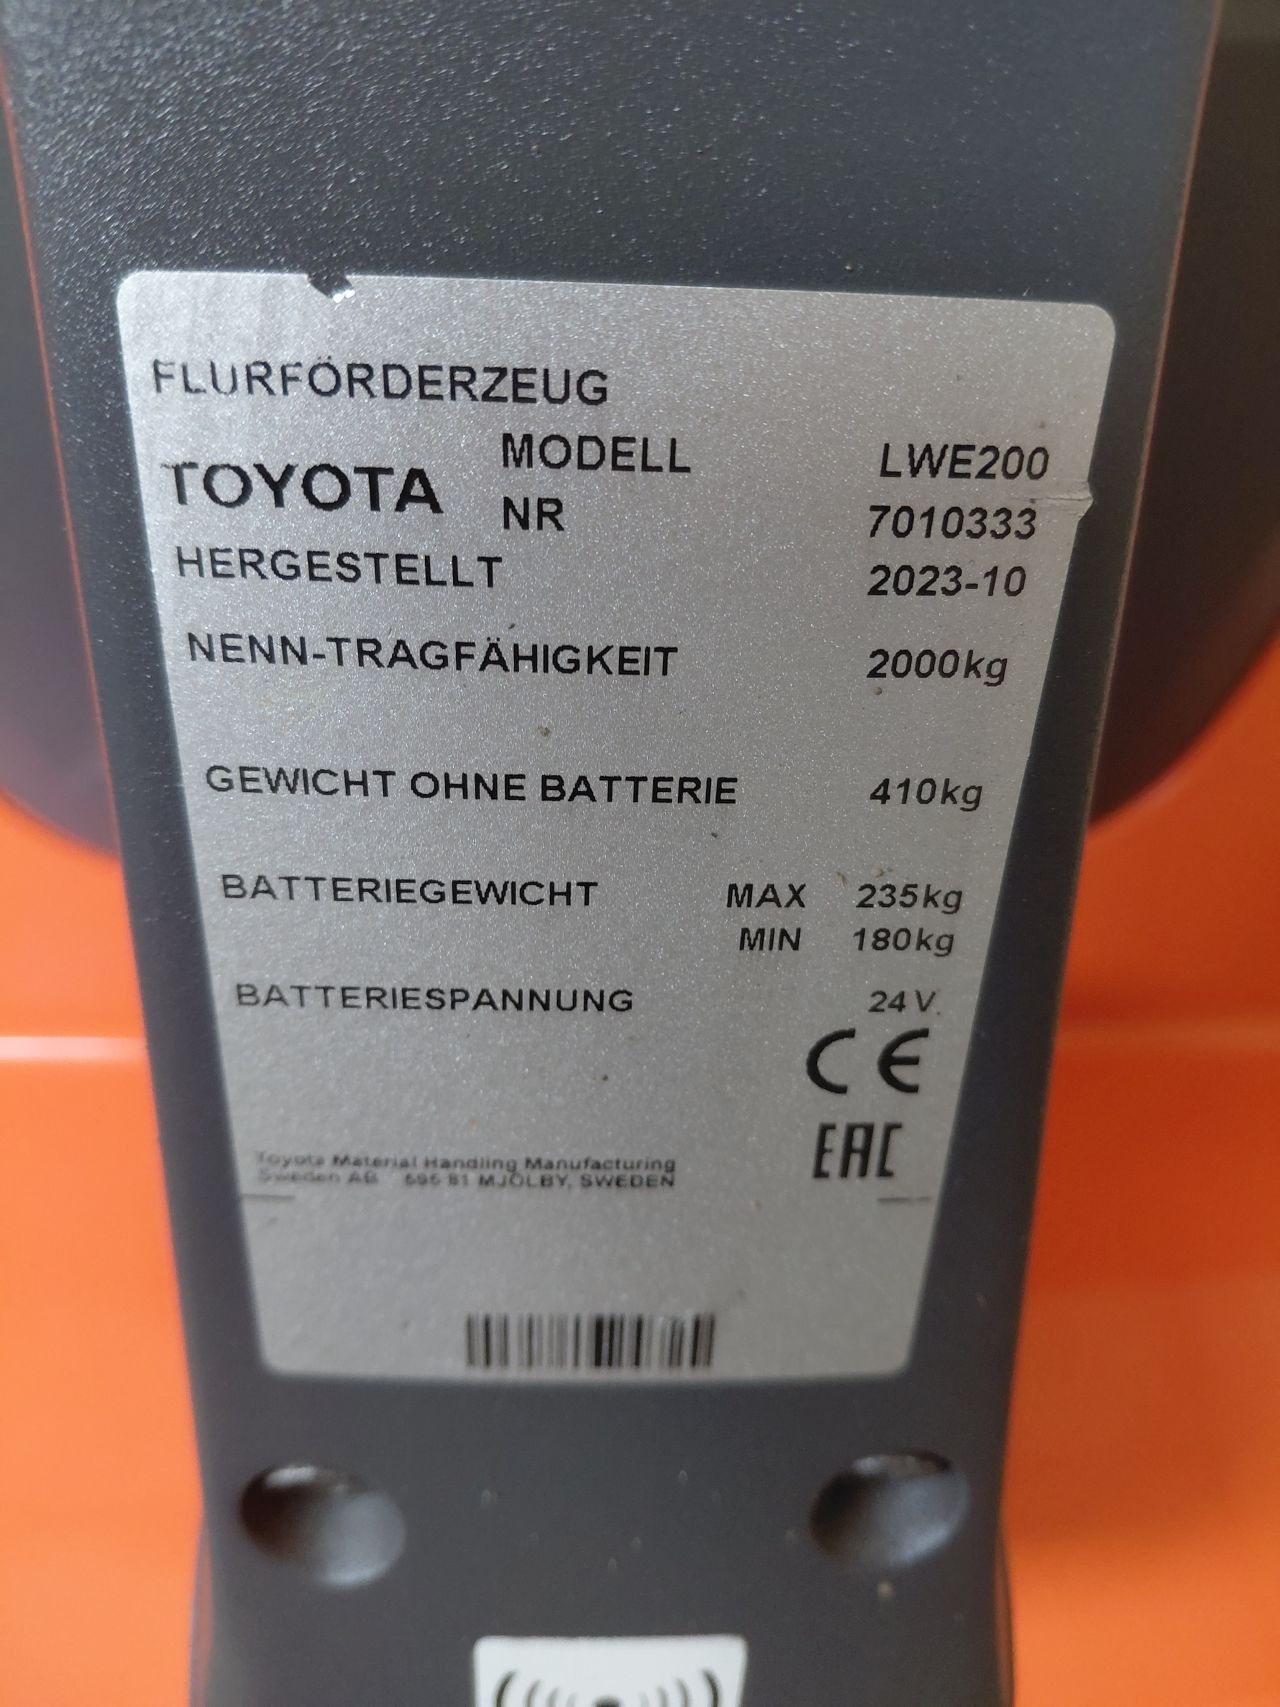 FLURFÖRDERZEUG
TOYOTA MODELL LWE200
NR 7010333
HERGESTELLT 2023-10
NENN-TRAGFÄHIGKEIT 2000kg
GEWICHT OHNE BATTERIE 410kg
BATTERIEGEWICHT MAX 235kg
MIN 180kg
BATTERIESPANNUNG 24 V.
CE
EAC
Toyota Material Handling Manufacturing
Sweden AB 595 81 MJÖLBY, SWEDEN